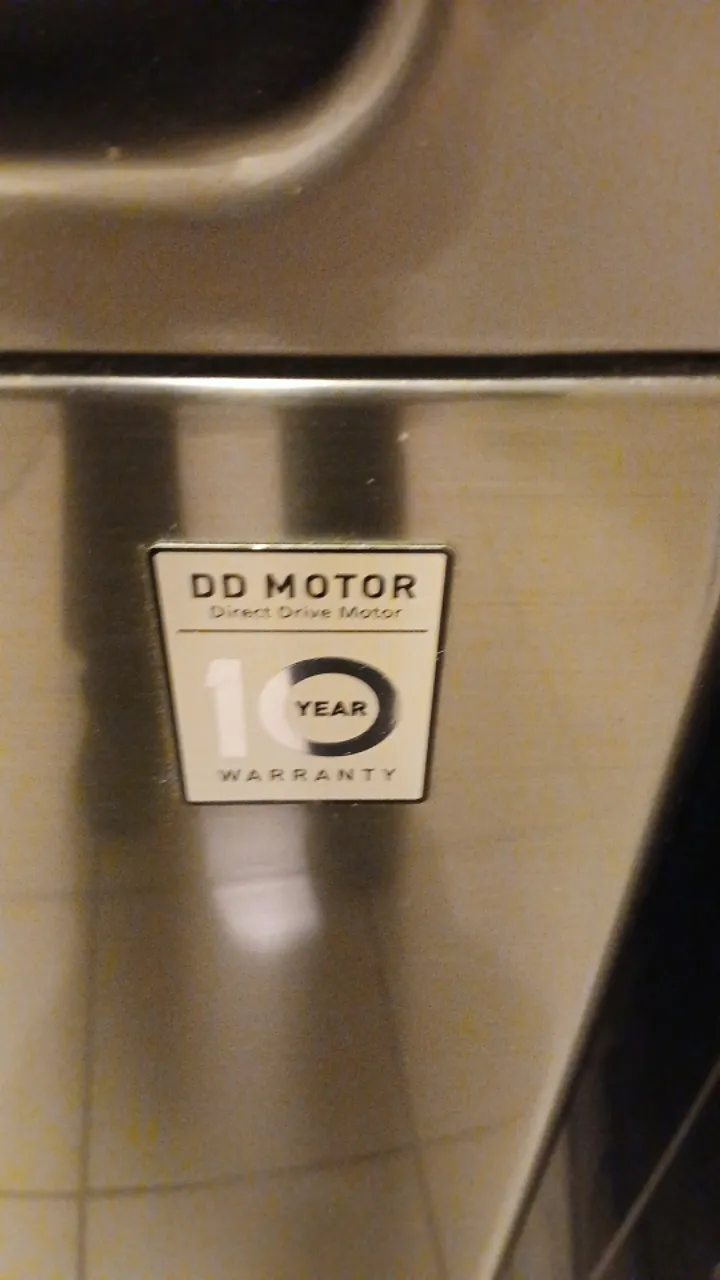 DD MOTOR
Direct Drive Motor
10 YEAR
WARRANTY